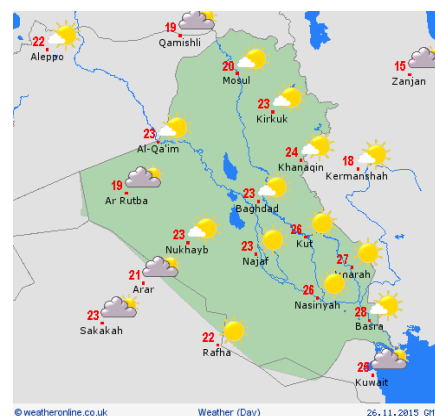 19
Qamishli
22
Aleppo
20
Mosul
15
Zanjan
23
Kirkuk
23
Al-Qa'im
24
Khanaqin
18
Kermanshah
19
Ar Rutba
23
Baghdad
26
Kut
23
Nukhayb
23
Najaf
27
21
Arar
26
Nasiriyah
28
Basra
23
Sakakah
22
Rafha
Kuwait
© weatheronline.co.uk Weather (Day) 26.11.2015 GM